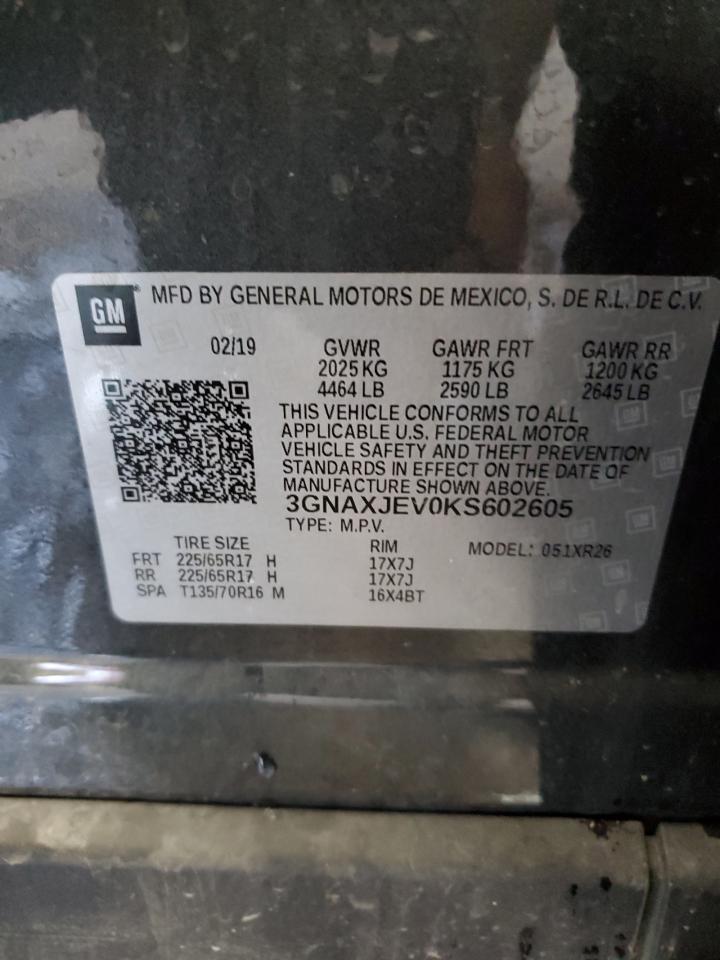 GM
MFD BY GENERAL MOTORS DE MEXICO, S. DE R.L. DE C.V.
02/19 GVWR GAWR FRT GAWR RR
2025 KG 1175 KG 1200 KG
4464 LB 2590 LB 2645 LB
THIS VEHICLE CONFORMS TO ALL
APPLICABLE U.S. FEDERAL MOTOR
VEHICLE SAFETY AND THEFT PREVENTION
STANDARDS IN EFFECT ON THE DATE OF
MANUFACTURE SHOWN ABOVE.
3GNAXJEV0KS602605
TYPE: M.P.V.
TIRE SIZE RIM MODEL: 051XR26
FRT 225/65R17 H 17X7J
RR 225/65R17 H 17X7J
SPA T135/70R16 M 16X4BT